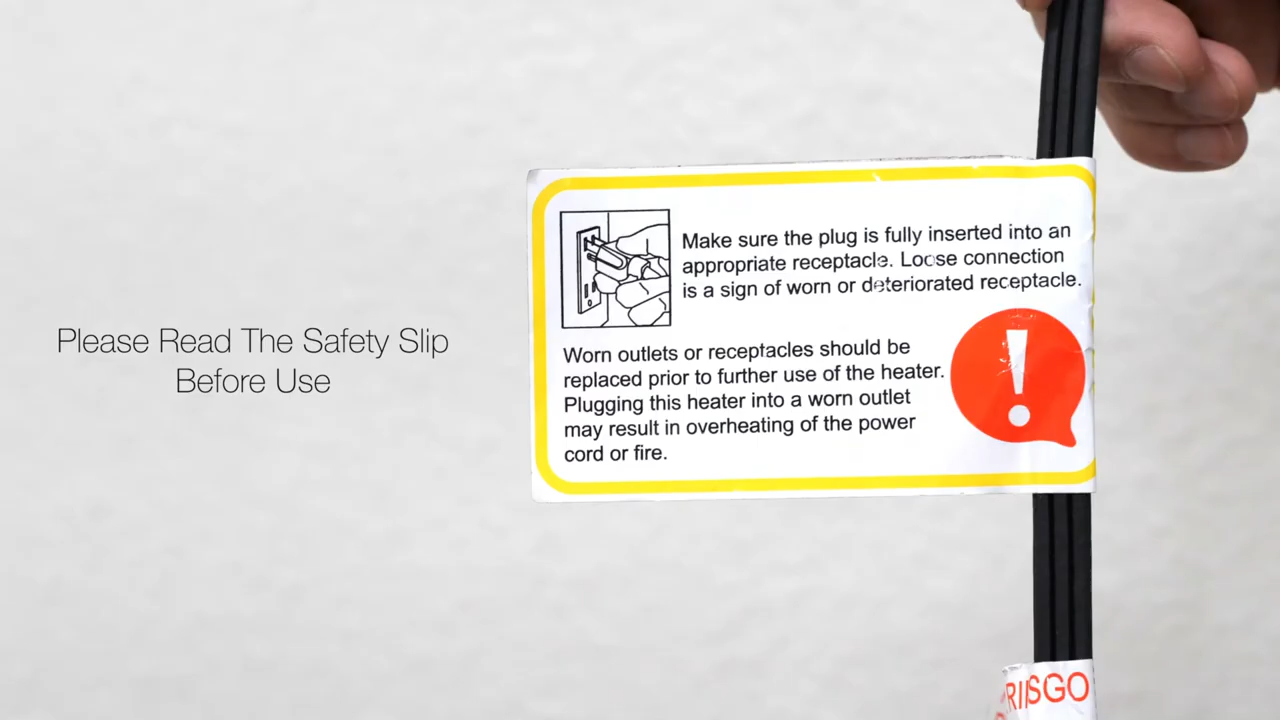 Please Read The Safety Slip
Before Use
Make sure the plug is fully inserted into an
appropriate receptacle. Loose connection
is a sign of worn or deteriorated receptacle.
Worn outlets or receptacles should be
replaced prior to further use of the heater.
Plugging this heater into a worn outlet
may result in overheating of the power
cord or fire.
RIESGO